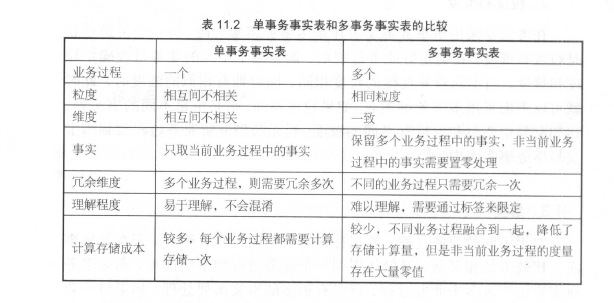 表 11.2 单事务事实表和多事务事实表的比较
单事务事实表 多事务事实表
业务过程 一个 多个
粒度 相互间不相关 相同粒度
维度 相互间不相关 一致
事实 只取当前业务过程中的事实 保留多个业务过程中的事实，非当前业务
过程中的事实需要置零处理
冗余维度 多个业务过程，则需要冗余多次 不同的业务过程只需要冗余一次
理解程度 易于理解，不会混淆 难以理解，需要通过标签来限定
计算存储成本 较多，每个业务过程都需要计算
存储一次
较少，不同业务过程融合到一起，降低了
存储计算量，但是非当前业务过程的度量
存在大量零值